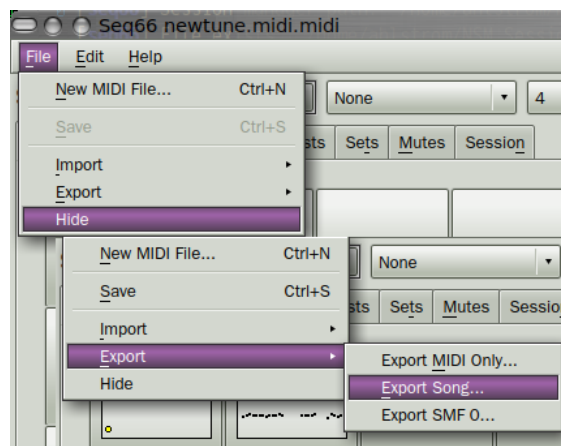 Seq66 newtune.midi.midi
File Edit Help
New MIDI File... Ctrl+N
None 4
Save Ctrl+S
sts Sets Mutes Session
Import
Export
Hide
New MIDI File... Ctrl+N
None
Save Ctrl+S
sts Sets Mutes Sessio
Import
Export
Export MIDI Only...
Hide
Export Song...
Export SMF 0...